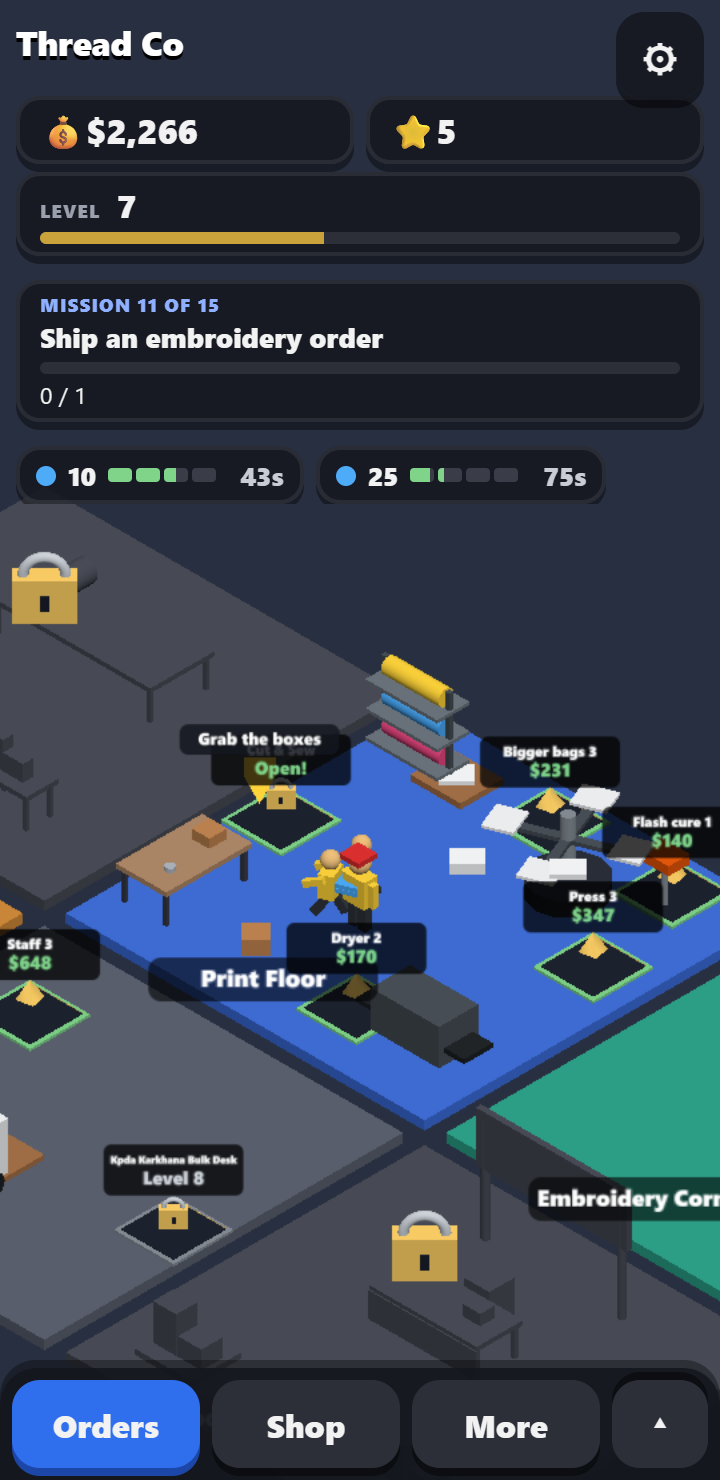 Thread Co
$2,266
5
LEVEL 7
MISSION 11 OF 15
Ship an embroidery order
0 / 1
10 43s
25 75s
Grab the boxes
Cut & Sew
Open!
Bigger bags 3
$231
Flash cure 1
$140
Press 3
$347
Staff 3
$648
Dryer 2
$170
Print Floor
Kpda Karkhana Bulk Desk
Level 8
Embroidery Corn
Orders
Shop
More